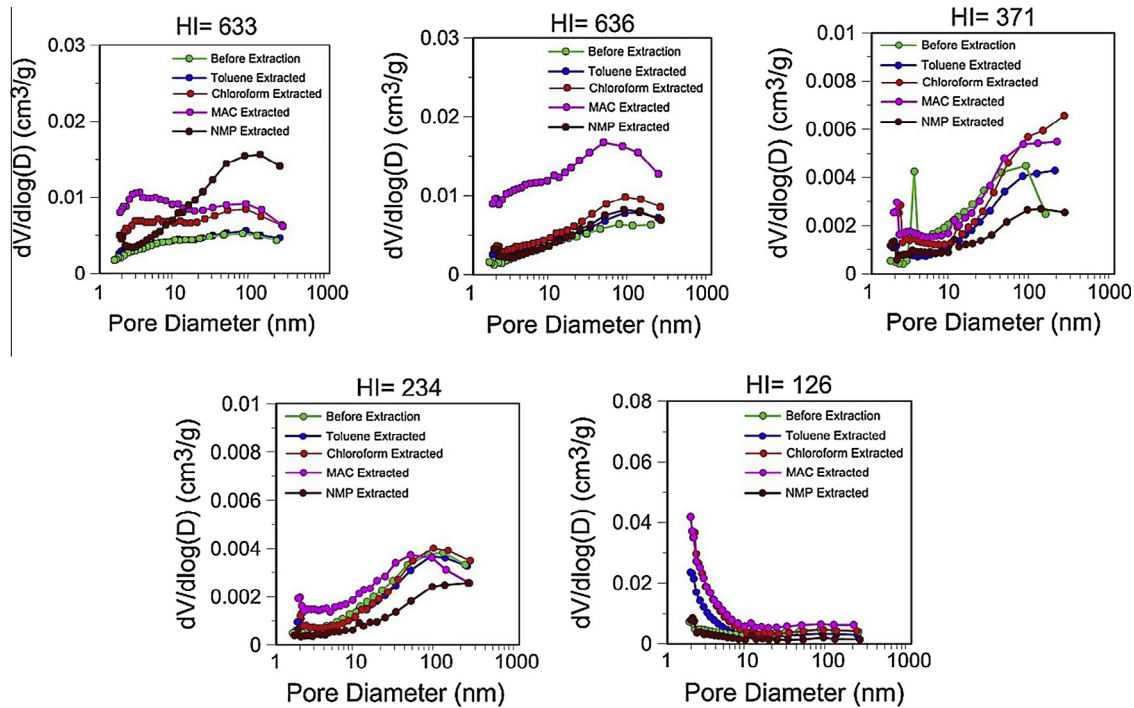 HI= 633
0.03
0.02
0.01
0
dV/dlog(D) (cm3/g)
Before Extraction
Toluene Extracted
Chloroform Extracted
MAC Extracted
NMP Extracted
1 10 100 1000
Pore Diameter (nm)
HI= 636
0.03
0.02
0.01
0
dV/dlog(D) (cm3/g)
Before Extraction
Toluene Extracted
Chloroform Extracted
MAC Extracted
NMP Extracted
1 10 100 1000
Pore Diameter (nm)
HI= 371
0.01
0.008
0.006
0.004
0.002
0
dV/dlog(D) (cm3/g)
Before Extraction
Toluene Extracted
Chloroform Extracted
MAC Extracted
NMP Extracted
1 10 100 1000
Pore Diameter (nm)
HI= 234
0.01
0.008
0.006
0.004
0.002
0
dV/dlog(D) (cm3/g)
Before Extraction
Toluene Extracted
Chloroform Extracted
MAC Extracted
NMP Extracted
1 10 100 1000
Pore Diameter (nm)
HI= 126
0.08
0.06
0.04
0.02
0
dV/dlog(D) (cm3/g)
Before Extraction
Toluene Extracted
Chloroform Extracted
MAC Extracted
NMP Extracted
1 10 100 1000
Pore Diameter (nm)